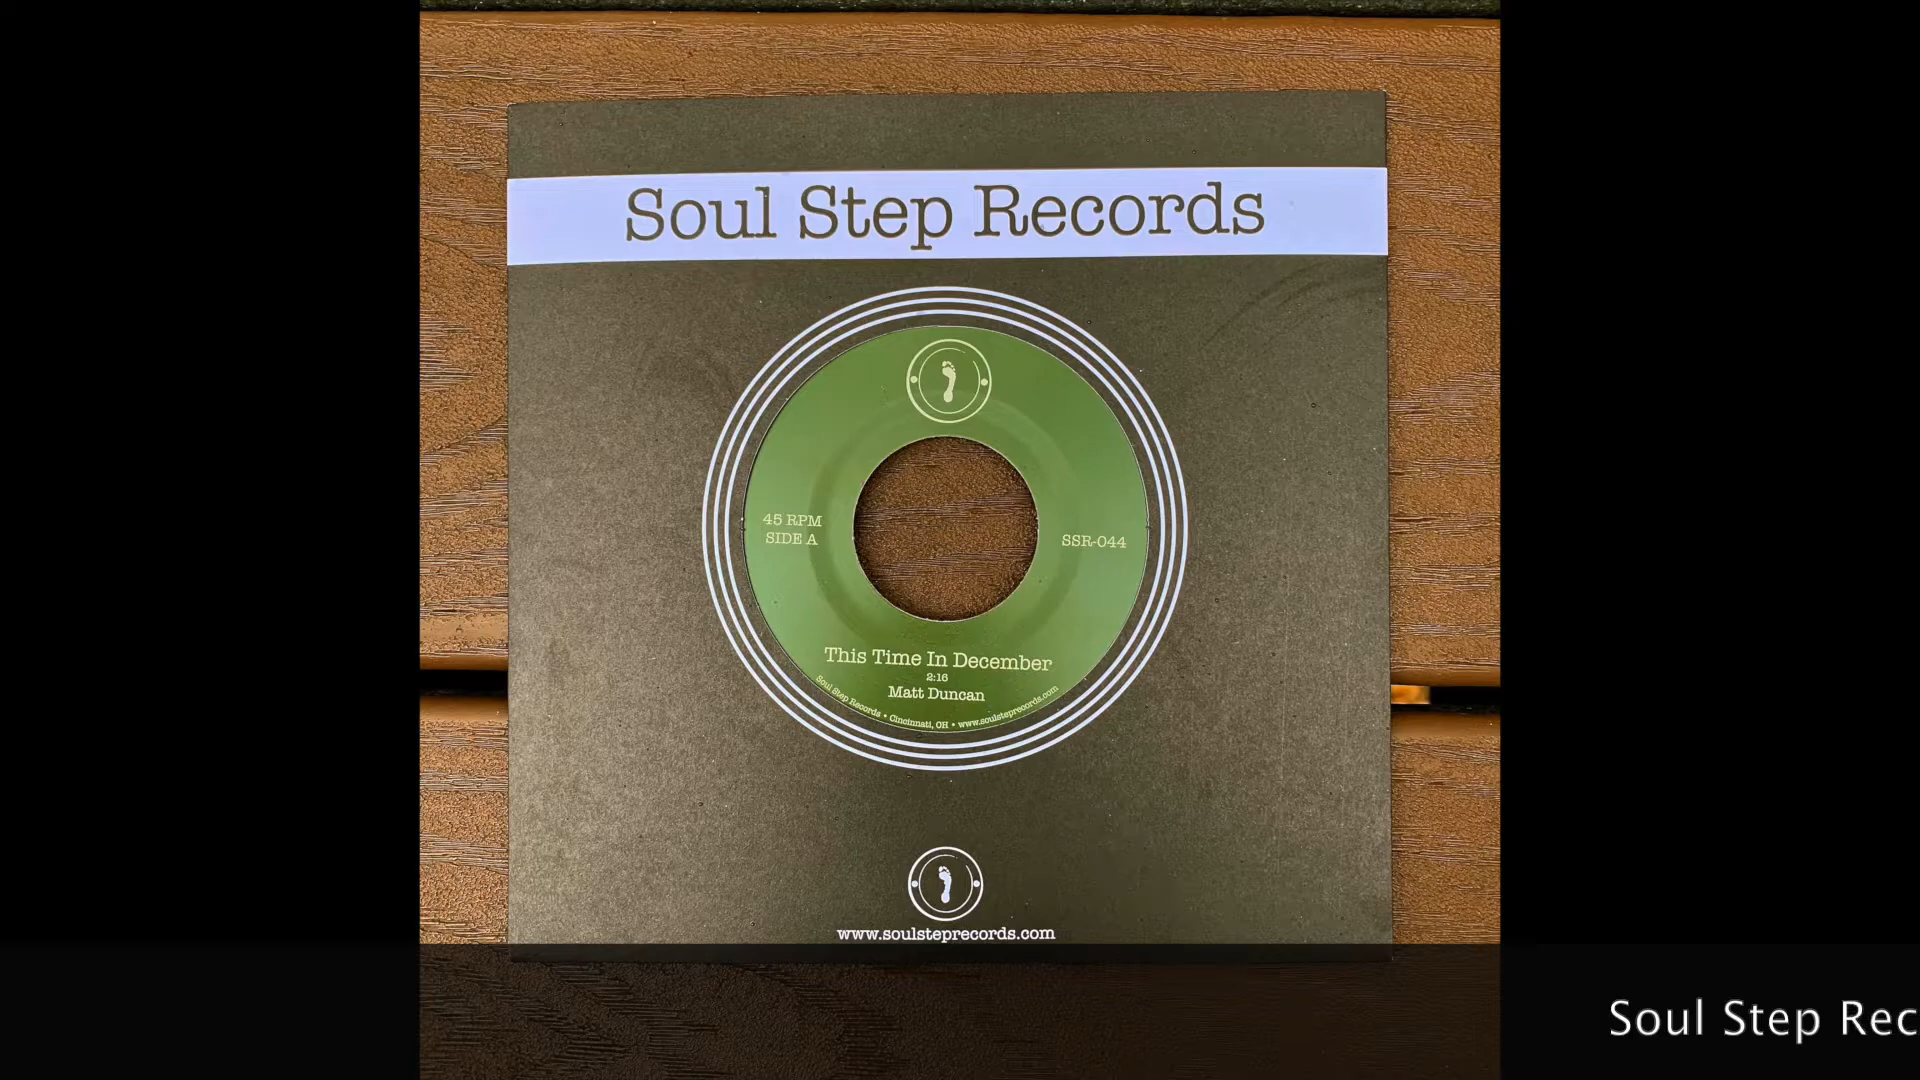 Soul Step Records
45 RPM
SIDE A
SSR-044
This Time In December
2:16
Matt Duncan
Soul Step Records • Cincinnati, OH • www.soulsteprecords.com
www.soulsteprecords.com
Soul Step Rec